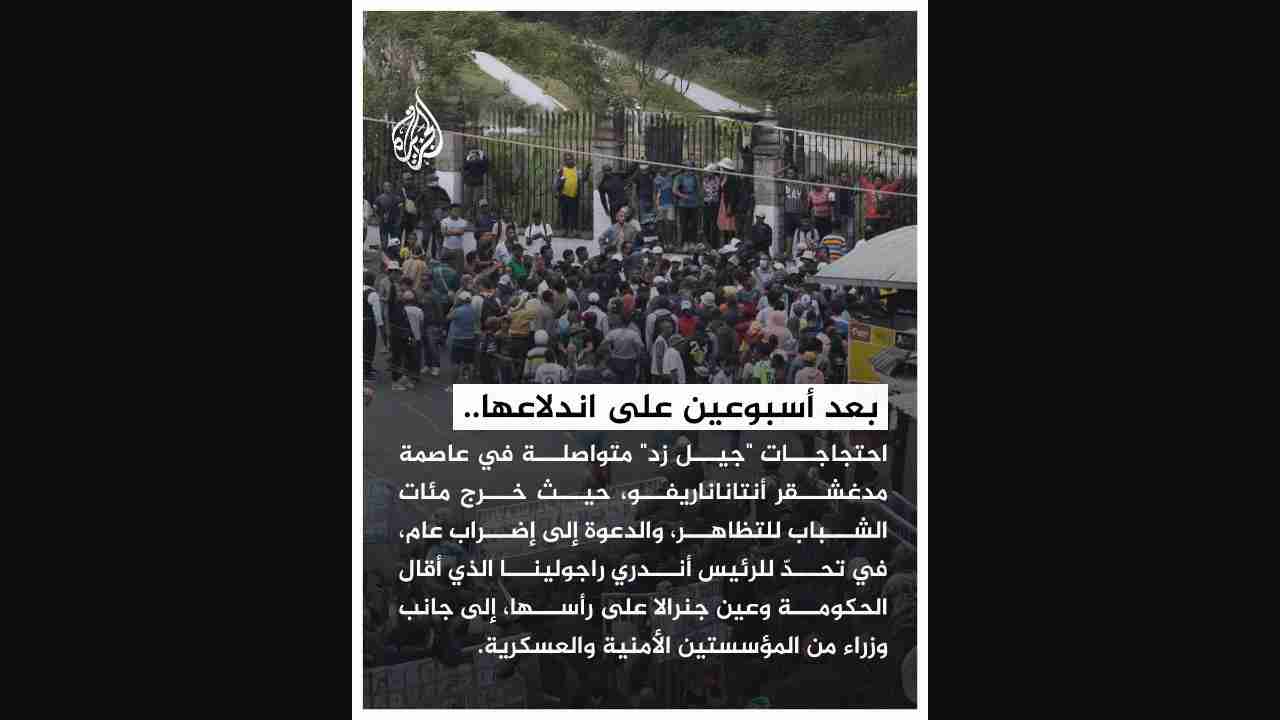 الجزيرة
بعد أسبوعين على اندلاعها..
احتجاجات "جيل زد" متواصلة في عاصمة
مدغشقر أنتاناناريفو، حيث خرج مئات
الشباب للتظاهر، والدعوة إلى إضراب عام،
في تحدّ للرئيس أندري راجولينا الذي أقال
الحكومة وعين جنرالا على رأسها، إلى جانب
وزراء من المؤسستين الأمنية والعسكرية.